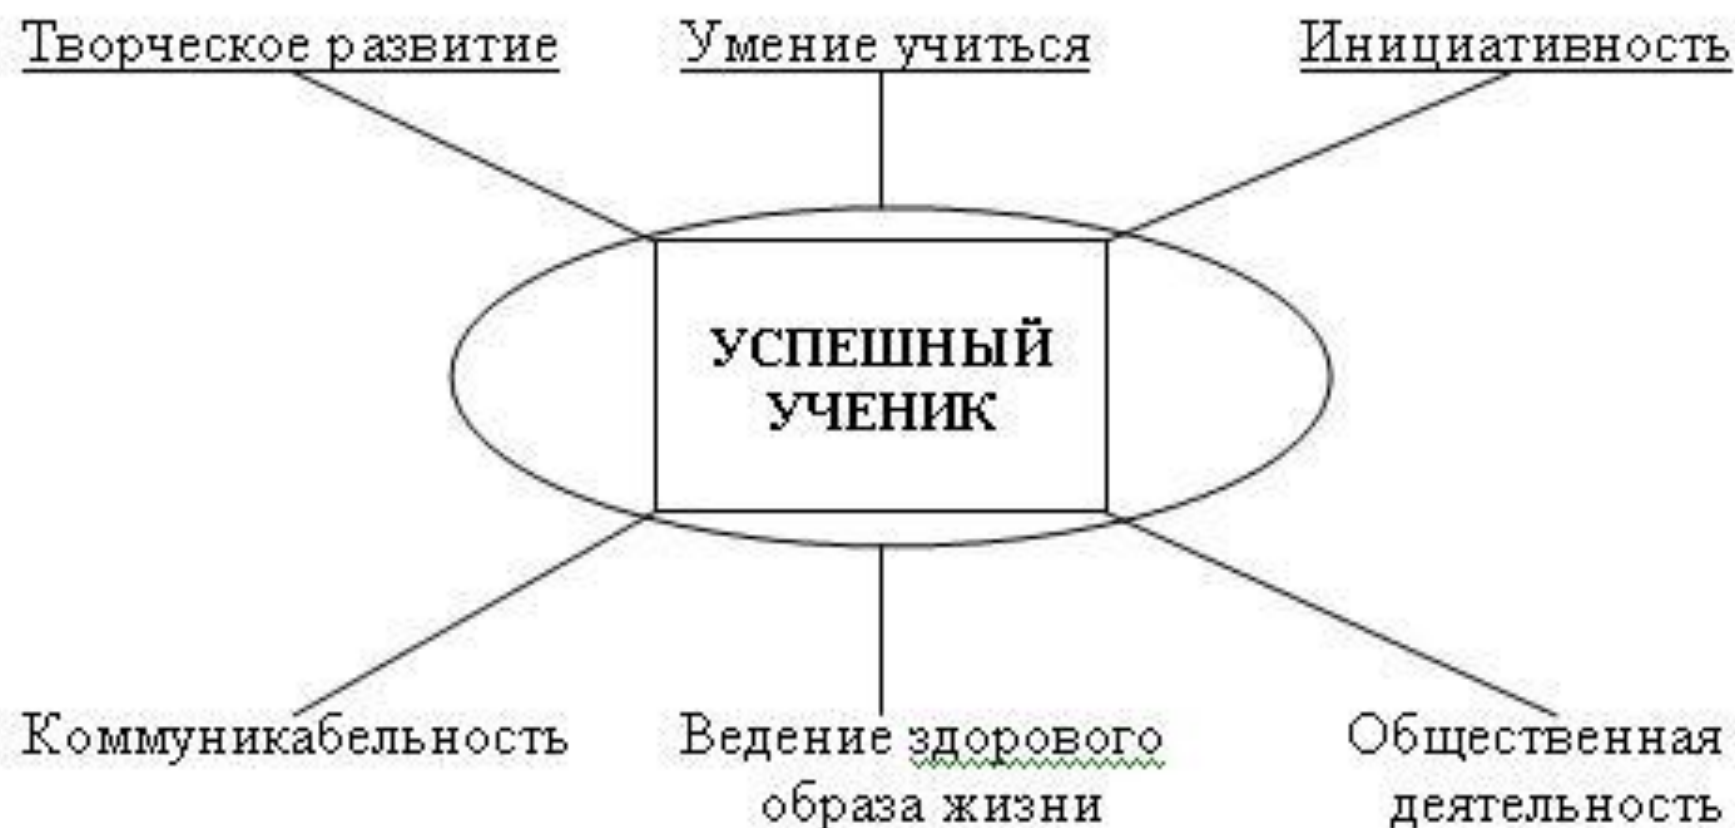 Творческое развитие
Умение учиться
Инициативность
УСПЕШНЫЙ
УЧЕНИК
Коммуникабельность
Ведение здорового
образа жизни
Общественная
деятельность